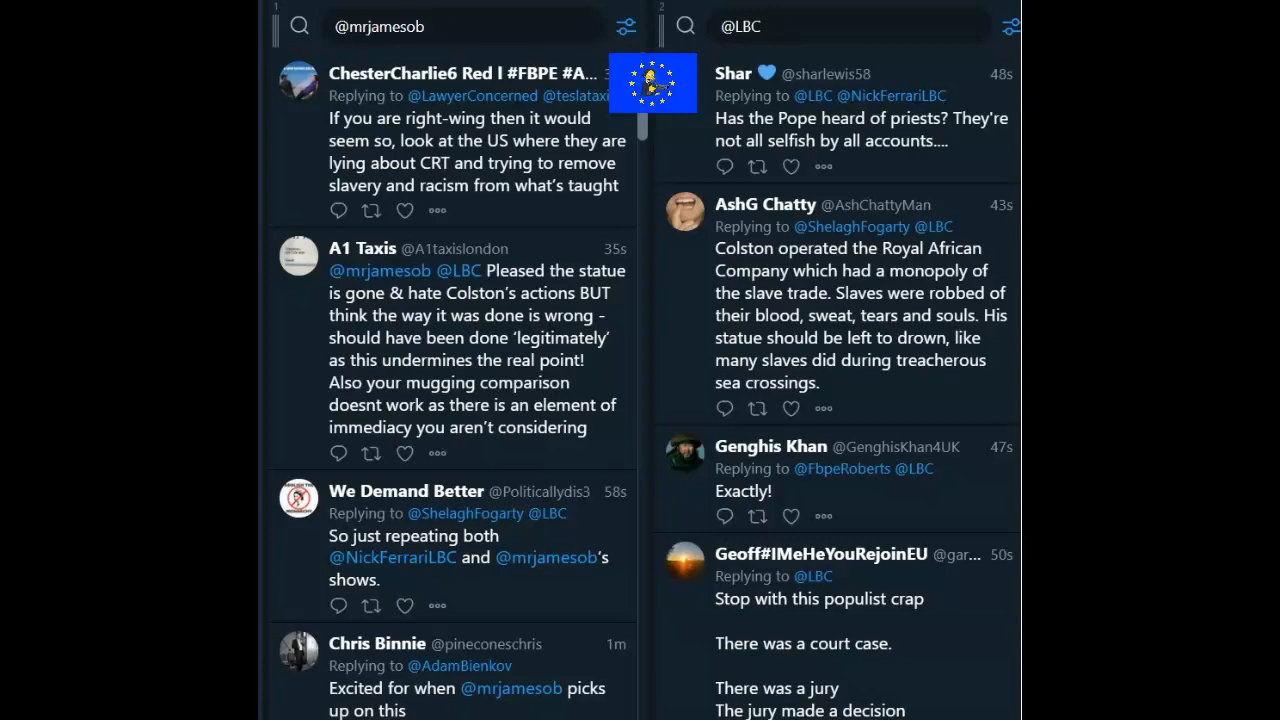 1
@mrjamesob
ChesterCharlie6 Red l #FBPE #A...
Replying to @LawyerConcerned @teslataxi
If you are right-wing then it would
seem so, look at the US where they are
lying about CRT and trying to remove
slavery and racism from what's taught
A1 Taxis @A1taxislondon 35s
@mrjamesob @LBC Pleased the statue
is gone & hate Colston's actions BUT
think the way it was done is wrong -
should have been done ‘legitimately’
as this undermines the real point!
Also your mugging comparison
doesnt work as there is an element of
immediacy you aren't considering
We Demand Better @Politicallydis3 58s
Replying to @ShelaghFogarty @LBC
So just repeating both
@NickFerrariLBC and @mrjamesob's
shows.
Chris Binnie @pineconeschris 1m
Replying to @AdamBienkov
Excited for when @mrjamesob picks
up on this
2
@LBC
Shar @sharlewis58 48s
Replying to @LBC @NickFerrariLBC
Has the Pope heard of priests? They're
not all selfish by all accounts....
AshG Chatty @AshChattyMan 43s
Replying to @ShelaghFogarty @LBC
Colston operated the Royal African
Company which had a monopoly of
the slave trade. Slaves were robbed of
their blood, sweat, tears and souls. His
statue should be left to drown, like
many slaves did during treacherous
sea crossings.
Genghis Khan @GenghisKhan4UK 47s
Replying to @FbpeRoberts @LBC
Exactly!
Geoff#IMeHeYouRejoinEU @gar... 50s
Replying to @LBC
Stop with this populist crap
There was a court case.
There was a jury
The jury made a decision